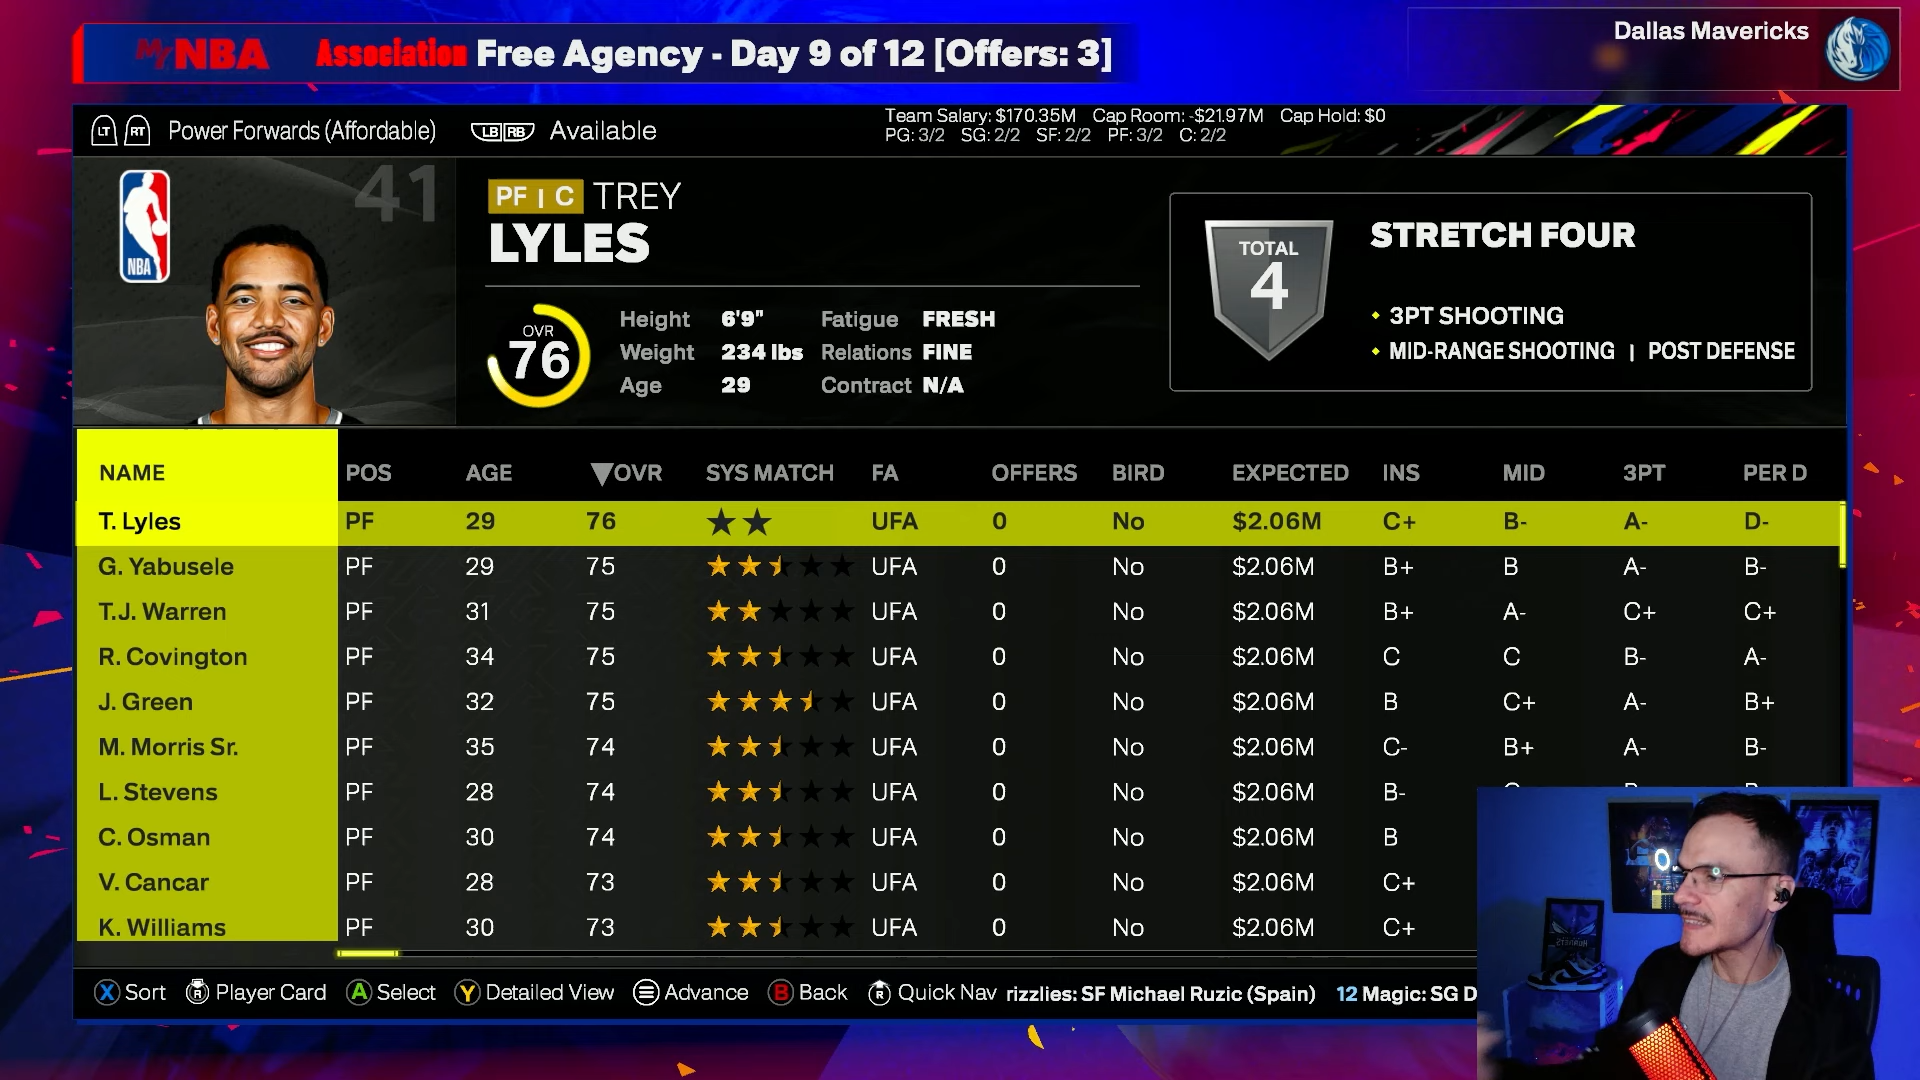 MyNBA Association Free Agency - Day 9 of 12 [Offers: 3]
Dallas Mavericks
LT RT Power Forwards (Affordable) LB RB Available
Team Salary: $170.35M Cap Room: -$21.97M Cap Hold: $0
PG: 3/2 SG: 2/2 SF: 2/2 PF: 3/2 C: 2/2
NBA
41
PF | C TREY
LYLES
OVR
76
Height 6'9" Fatigue FRESH
Weight 234 lbs Relations FINE
Age 29 Contract N/A
TOTAL
4
STRETCH FOUR
3PT SHOOTING
MID-RANGE SHOOTING | POST DEFENSE
NAME POS AGE OVR SYS MATCH FA OFFERS BIRD EXPECTED INS MID 3PT PER D
T. Lyles PF 29 76 UFA 0 No $2.06M C+ B- A- D-
G. Yabusele PF 29 75 UFA 0 No $2.06M B+ B A- B-
T.J. Warren PF 31 75 UFA 0 No $2.06M B+ A- C+ C+
R. Covington PF 34 75 UFA 0 No $2.06M C C B- A-
J. Green PF 32 75 UFA 0 No $2.06M B C+ A- B+
M. Morris Sr. PF 35 74 UFA 0 No $2.06M C- B+ A- B-
L. Stevens PF 28 74 UFA 0 No $2.06M B-
C. Osman PF 30 74 UFA 0 No $2.06M B
V. Cancar PF 28 73 UFA 0 No $2.06M C+
K. Williams PF 30 73 UFA 0 No $2.06M C+
X Sort R Player Card A Select Y Detailed View Advance B Back R Quick Nav rizzlies: SF Michael Ruzic (Spain) 12 Magic: SG D